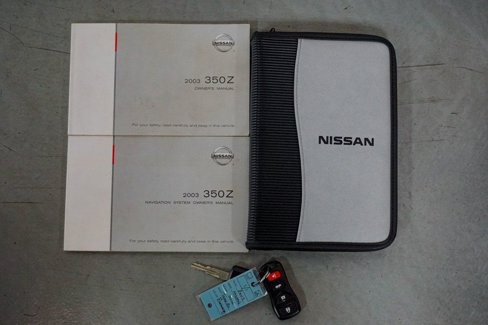 NISSAN
2003 350Z
OWNER'S MANUAL
For your safety, read carefully and keep in this vehicle.
NISSAN
2003 350Z
NAVIGATION SYSTEM OWNER'S MANUAL
For your safety, read carefully and keep in this vehicle.
NISSAN